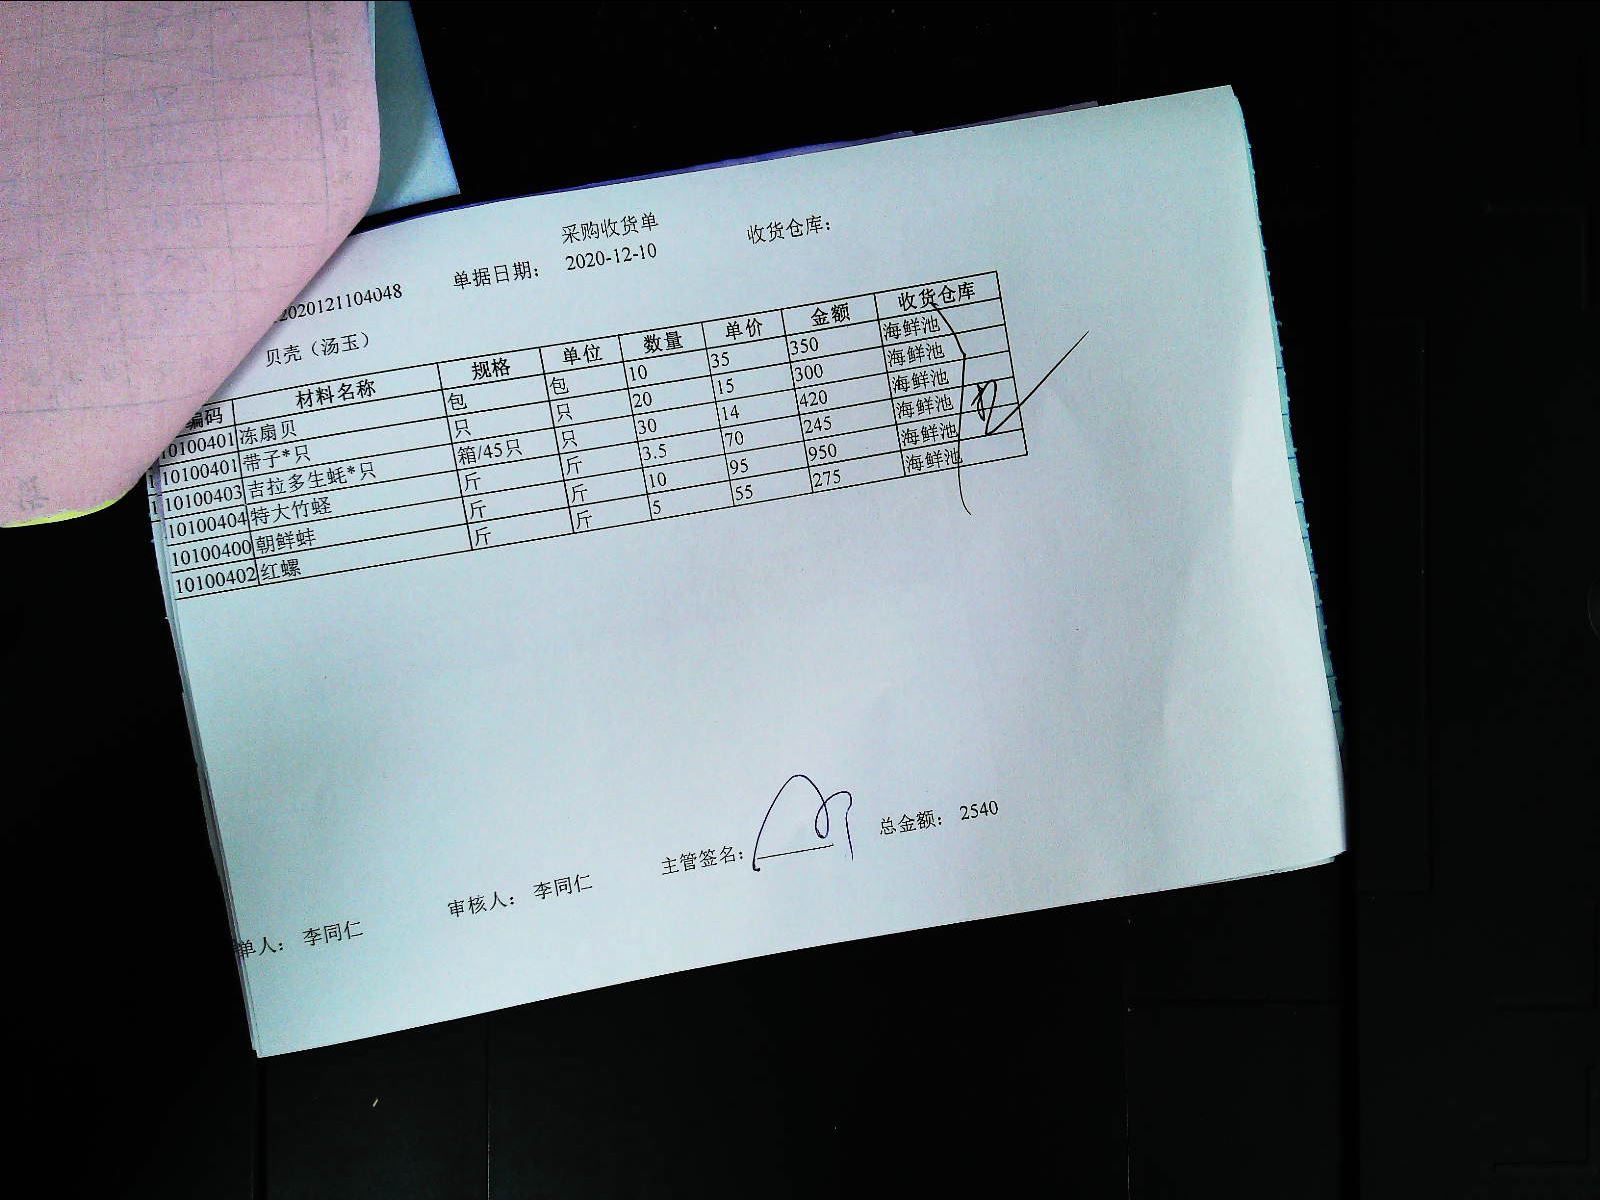 采购收货单
2020121104048 单据日期： 2020-12-10 收货仓库：
贝壳（汤玉）
编码 材料名称 规格 单位 数量 单价 金额 收货仓库
10100401 冻扇贝 包 包 10 35 350 海鲜池
10100401 带子*只 只 只 20 15 300 海鲜池
10100403 吉拉多生蚝*只 箱/45只 只 30 14 420 海鲜池
10100404 特大竹蛏 斤 斤 3.5 70 245 海鲜池
10100400 朝鲜蚌 斤 斤 10 95 950 海鲜池
10100402 红螺 斤 斤 5 55 275 海鲜池
单人： 李同仁 审核人： 李同仁 主管签名： 总金额： 2540